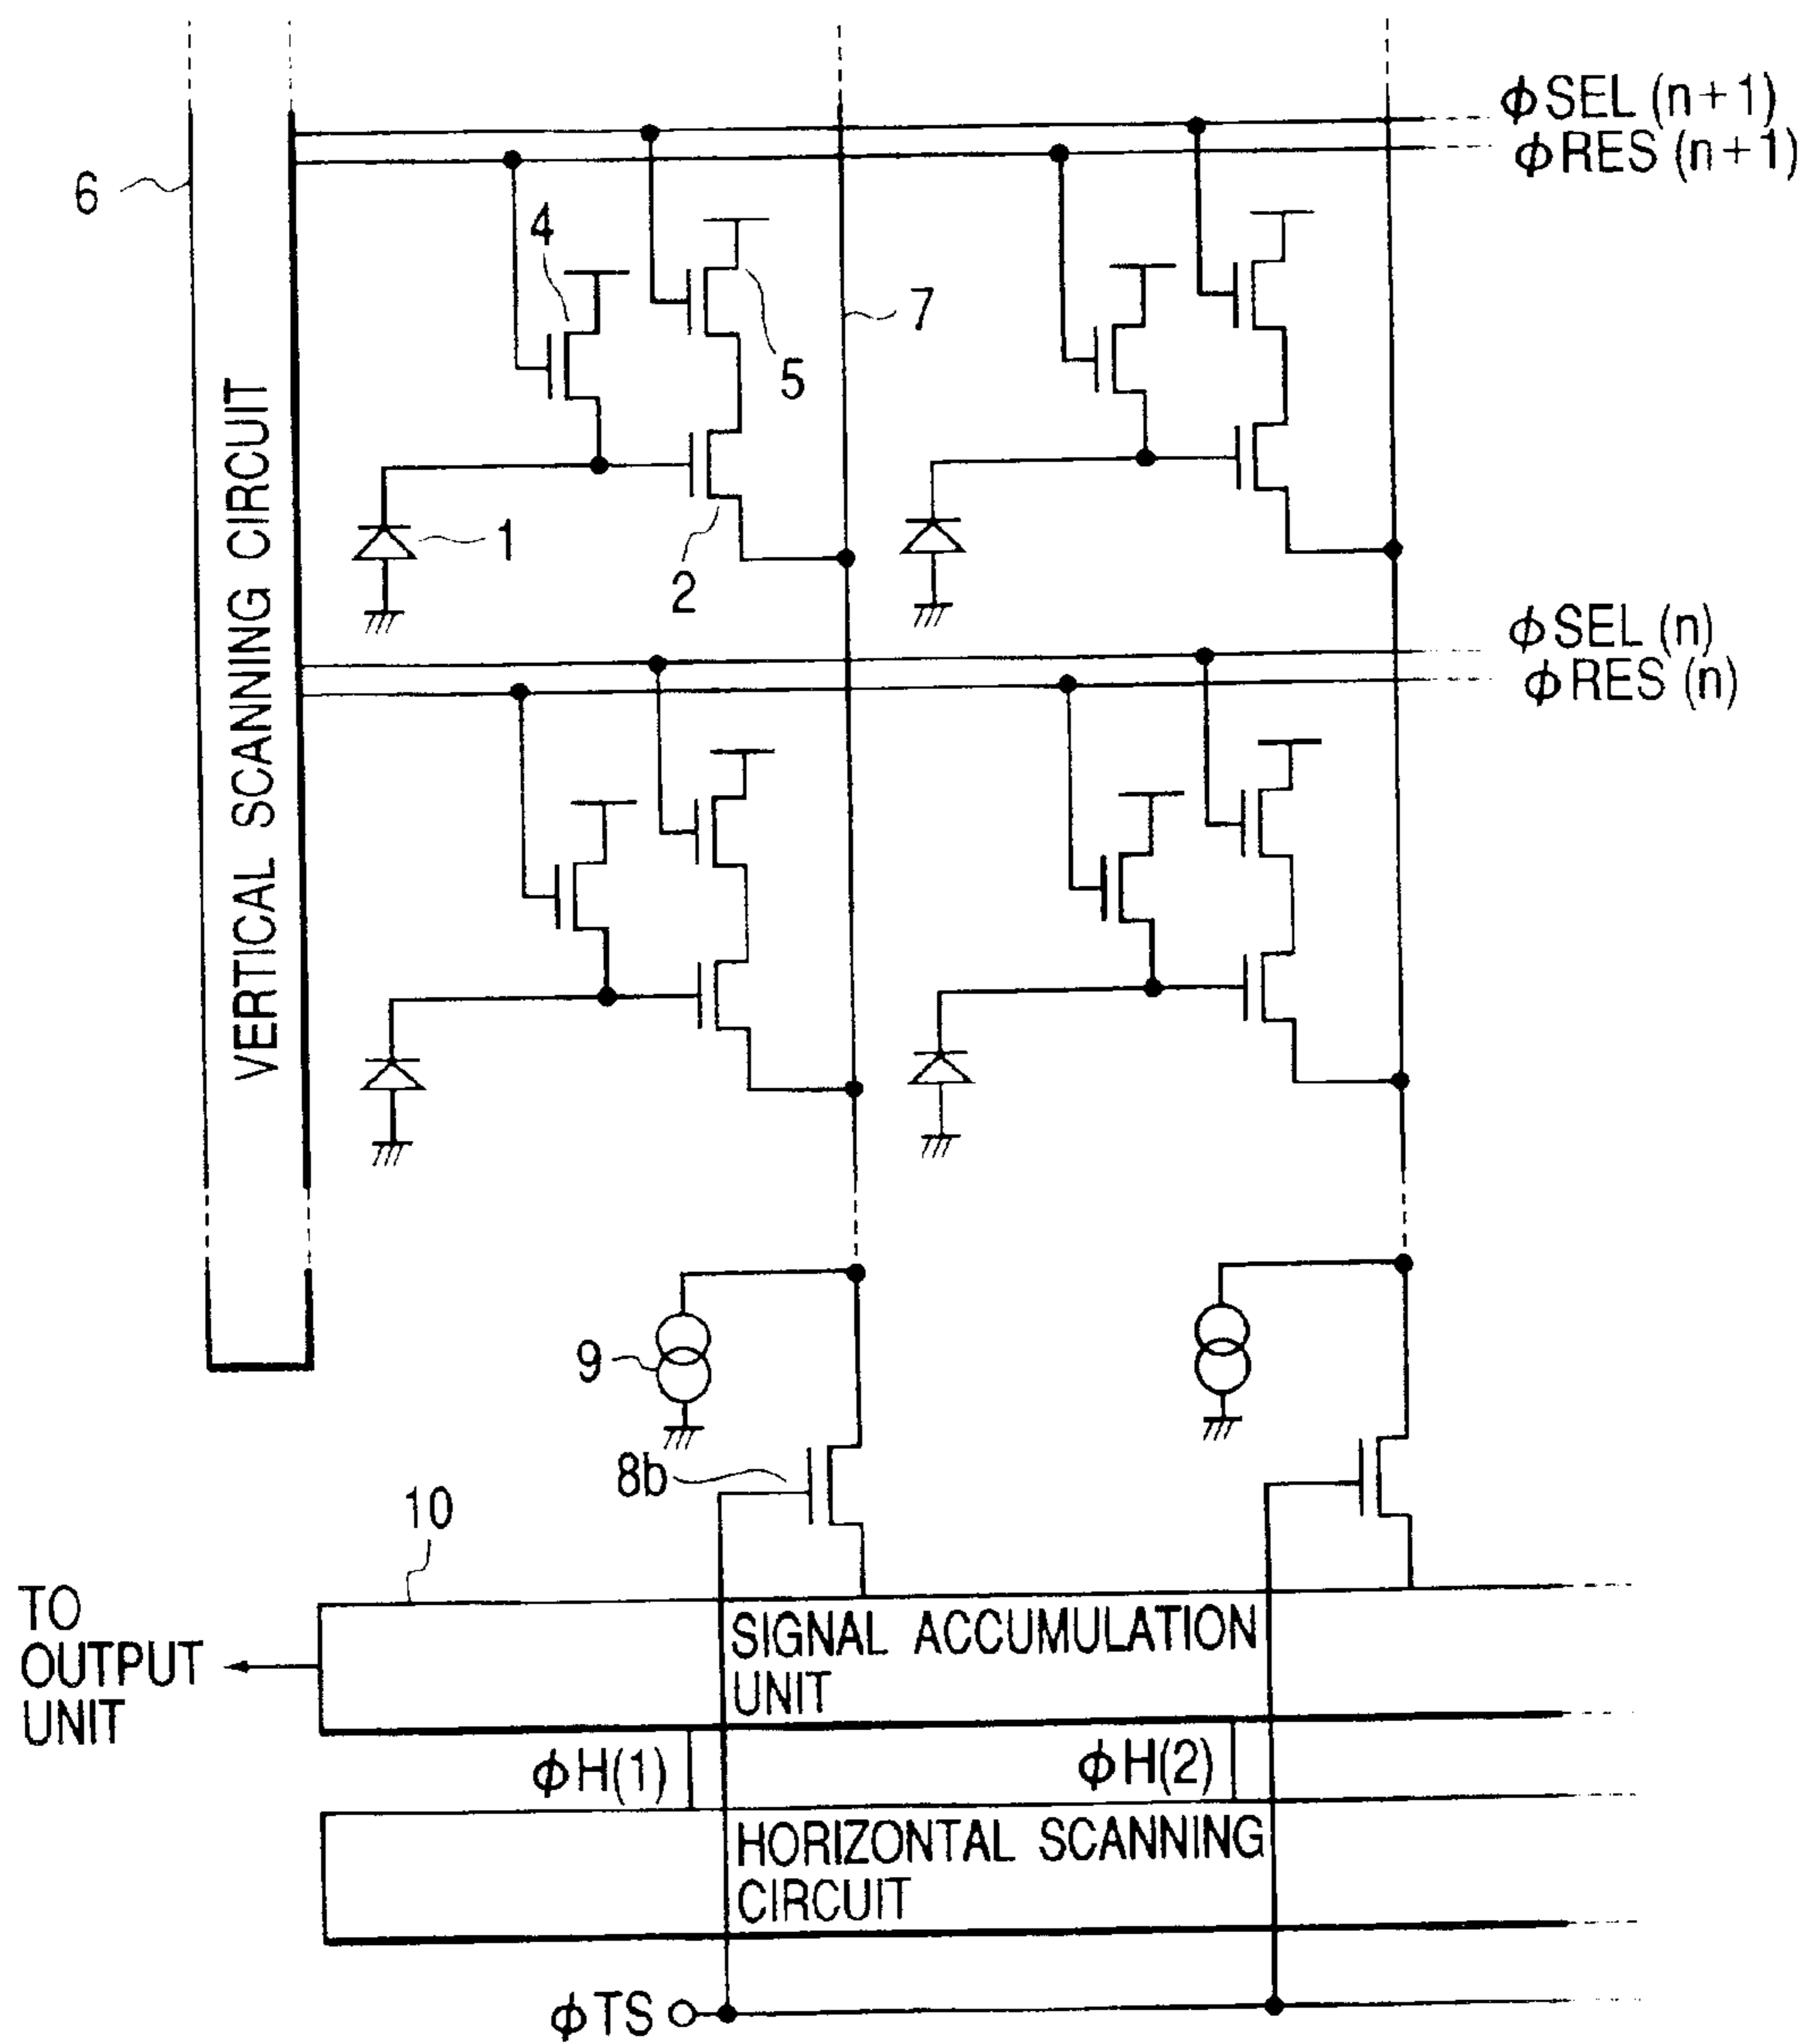 ϕSEL (n+1)
ϕRES (n+1)
6
4
7
5
VERTICAL SCANNING CIRCUIT
1
2
ϕSEL (n)
ϕRES (n)
9
8b
10
TO
OUTPUT
UNIT
SIGNAL ACCUMULATION
UNIT
ϕH(1)
ϕH(2)
HORIZONTAL SCANNING
CIRCUIT
ϕTS